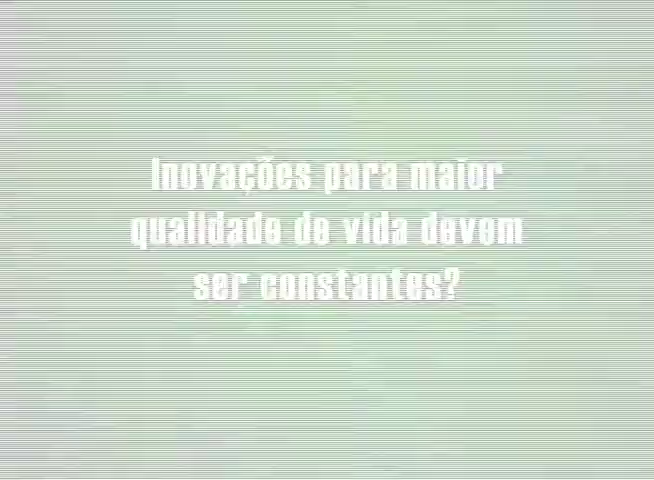 Inovações para maior
qualidade de vida devem
ser constantes?